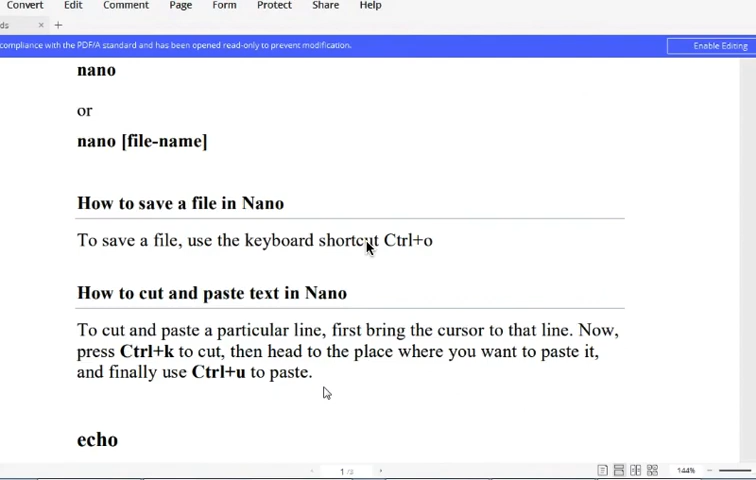 Convert Edit Comment Page Form Protect Share Help
ds × +
compliance with the PDF/A standard and has been opened read-only to prevent modification. Enable Editing
nano
or
nano [file-name]
How to save a file in Nano
To save a file, use the keyboard shortcut Ctrl+o
How to cut and paste text in Nano
To cut and paste a particular line, first bring the cursor to that line. Now,
press Ctrl+k to cut, then head to the place where you want to paste it,
and finally use Ctrl+u to paste.
echo
1 /3 144%